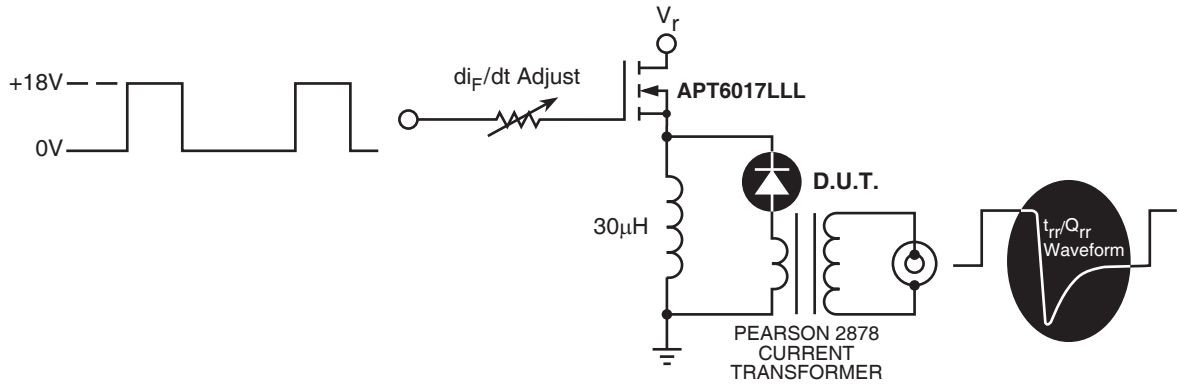 V_r
+18V
0V
di_F/dt Adjust
APT6017LLL
D.U.T.
30μH
t_rr/Q_rr
Waveform
PEARSON 2878
CURRENT
TRANSFORMER